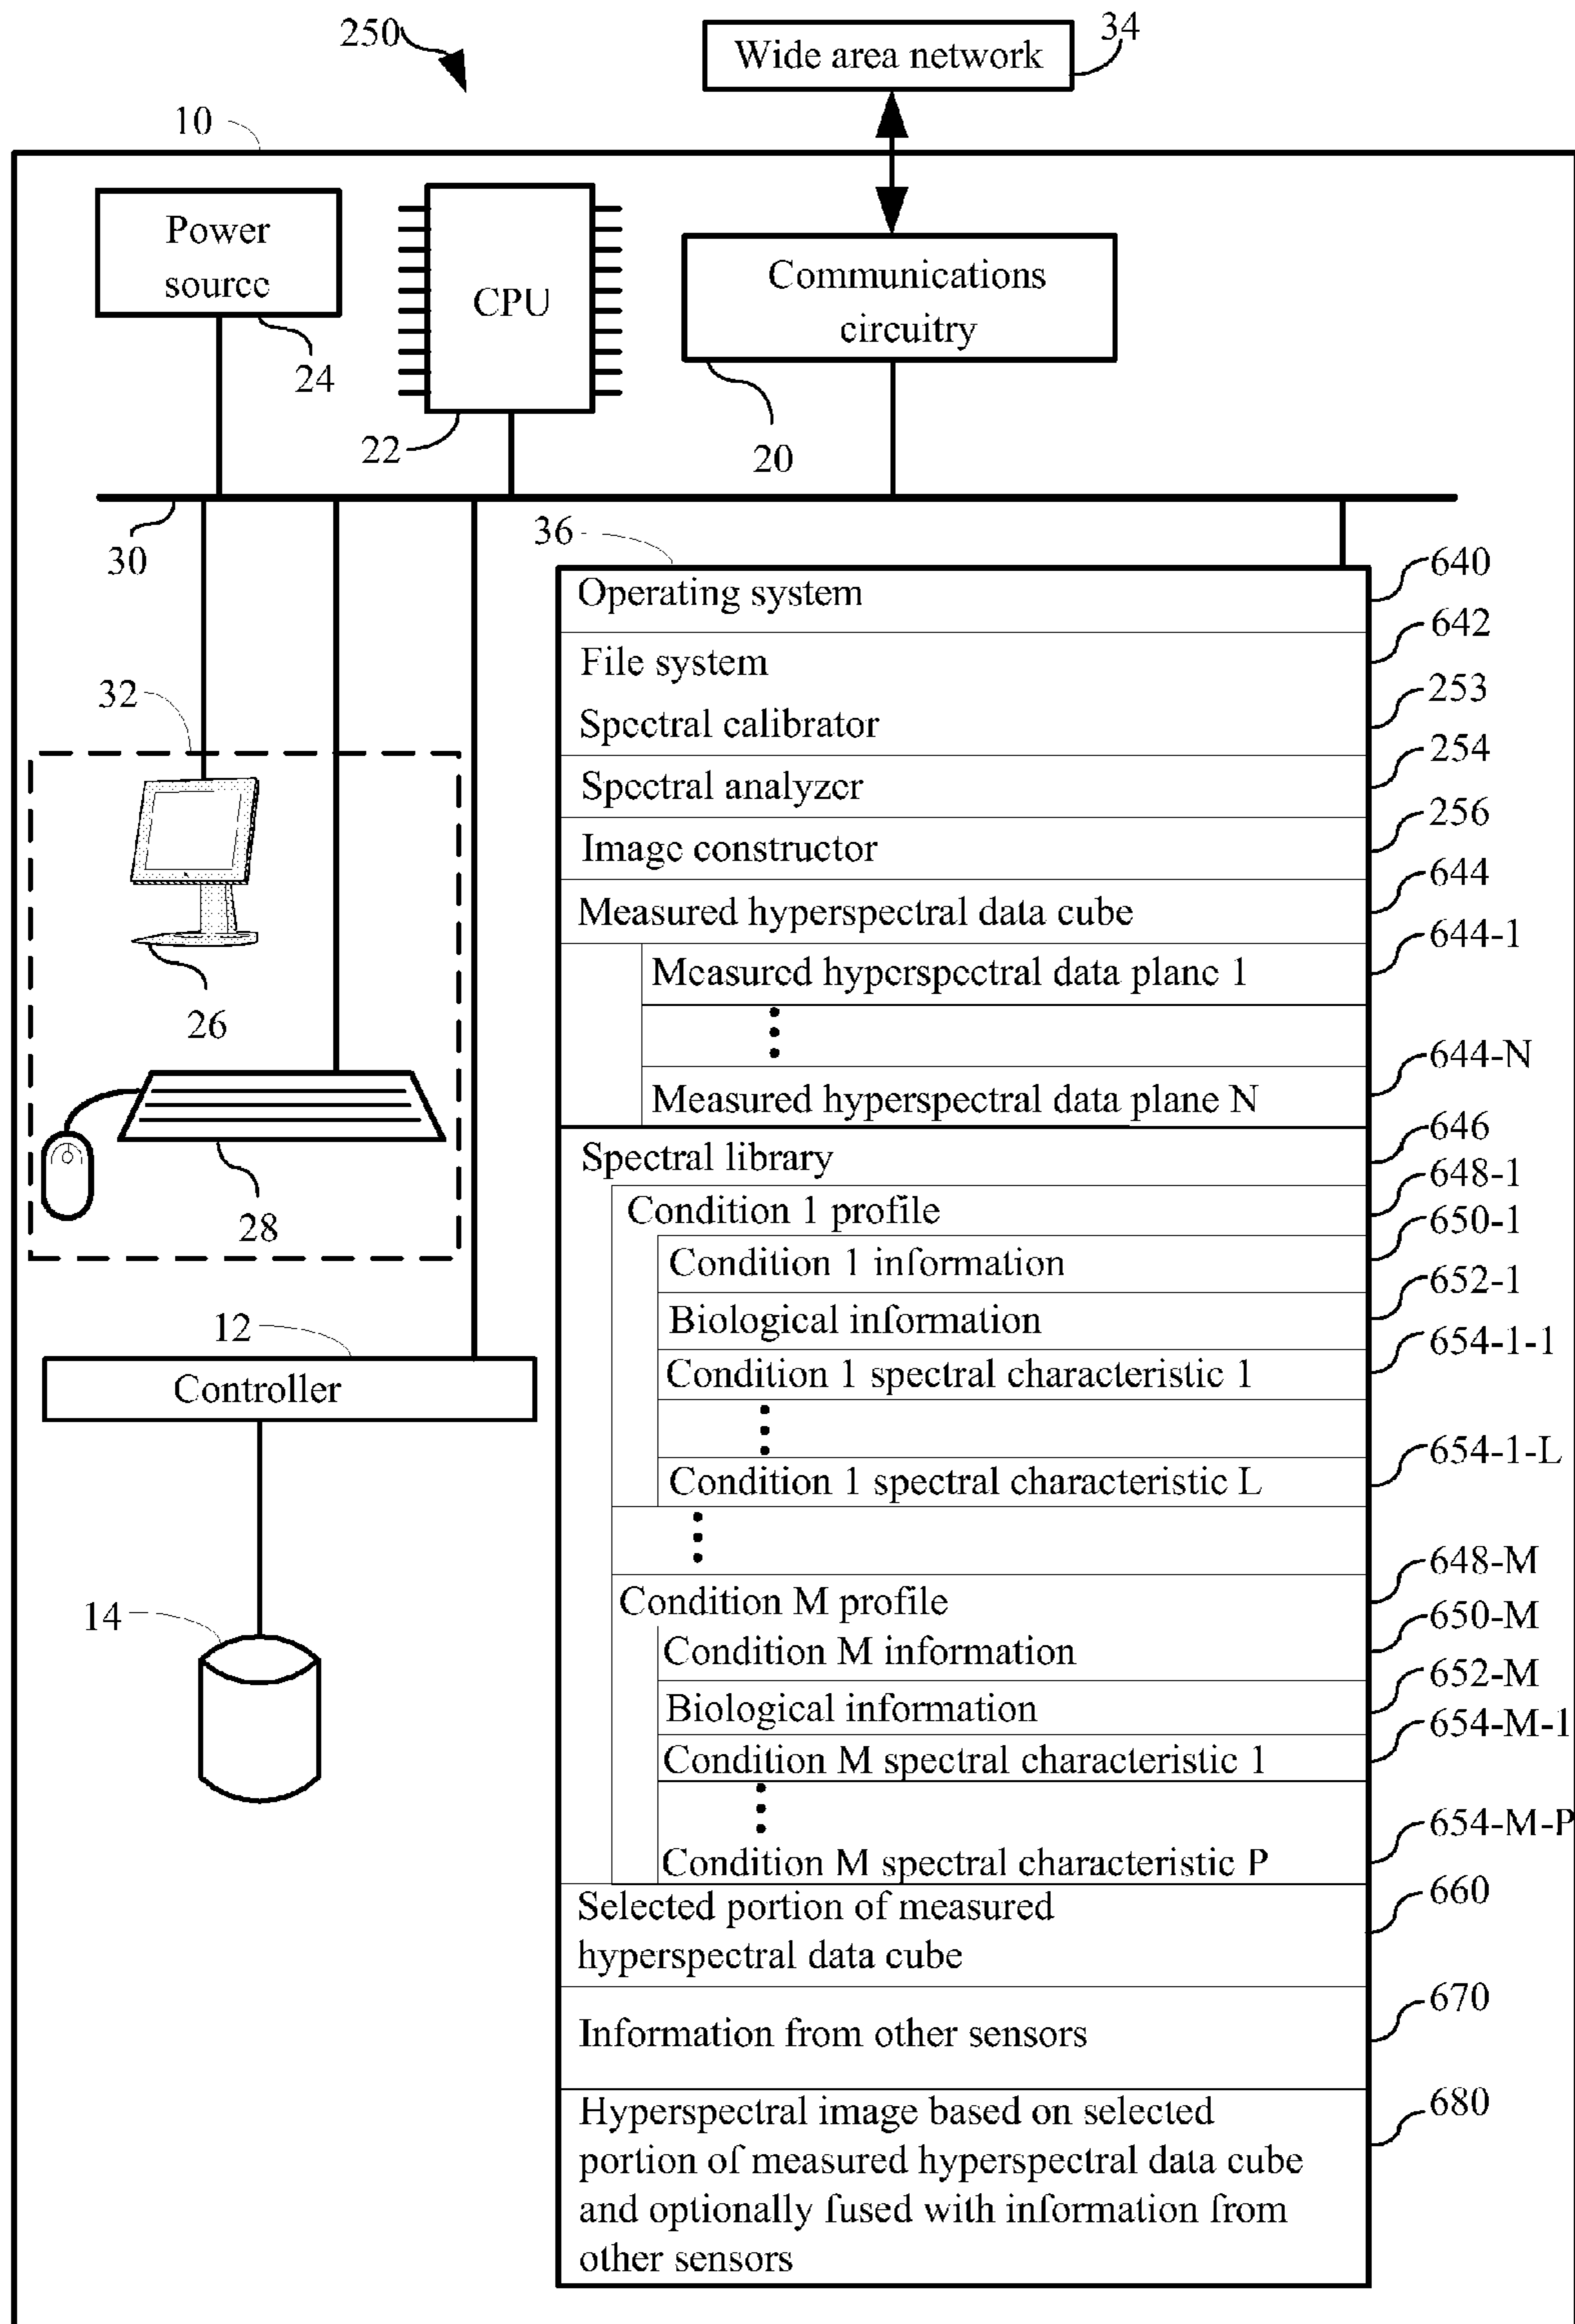 250
Wide area network
34
10
Power
source
24
CPU
22
Communications
circuitry
20
30
36
Operating system
640
File system
642
Spectral calibrator
253
Spectral analyzer
254
Image constructor
256
Measured hyperspectral data cube
644
Measured hyperspectral data plane 1
644-1
Measured hyperspectral data plane N
644-N
Spectral library
646
Condition 1 profile
648-1
Condition 1 information
650-1
Biological information
652-1
Condition 1 spectral characteristic 1
654-1-1
Condition 1 spectral characteristic L
654-1-L
Condition M profile
648-M
Condition M information
650-M
Biological information
652-M
Condition M spectral characteristic 1
654-M-1
Condition M spectral characteristic P
654-M-P
Selected portion of measured
hyperspectral data cube
660
Information from other sensors
670
Hyperspectral image based on selected
portion of measured hyperspectral data cube
and optionally fused with information from
other sensors
680
32
26
28
12
Controller
14